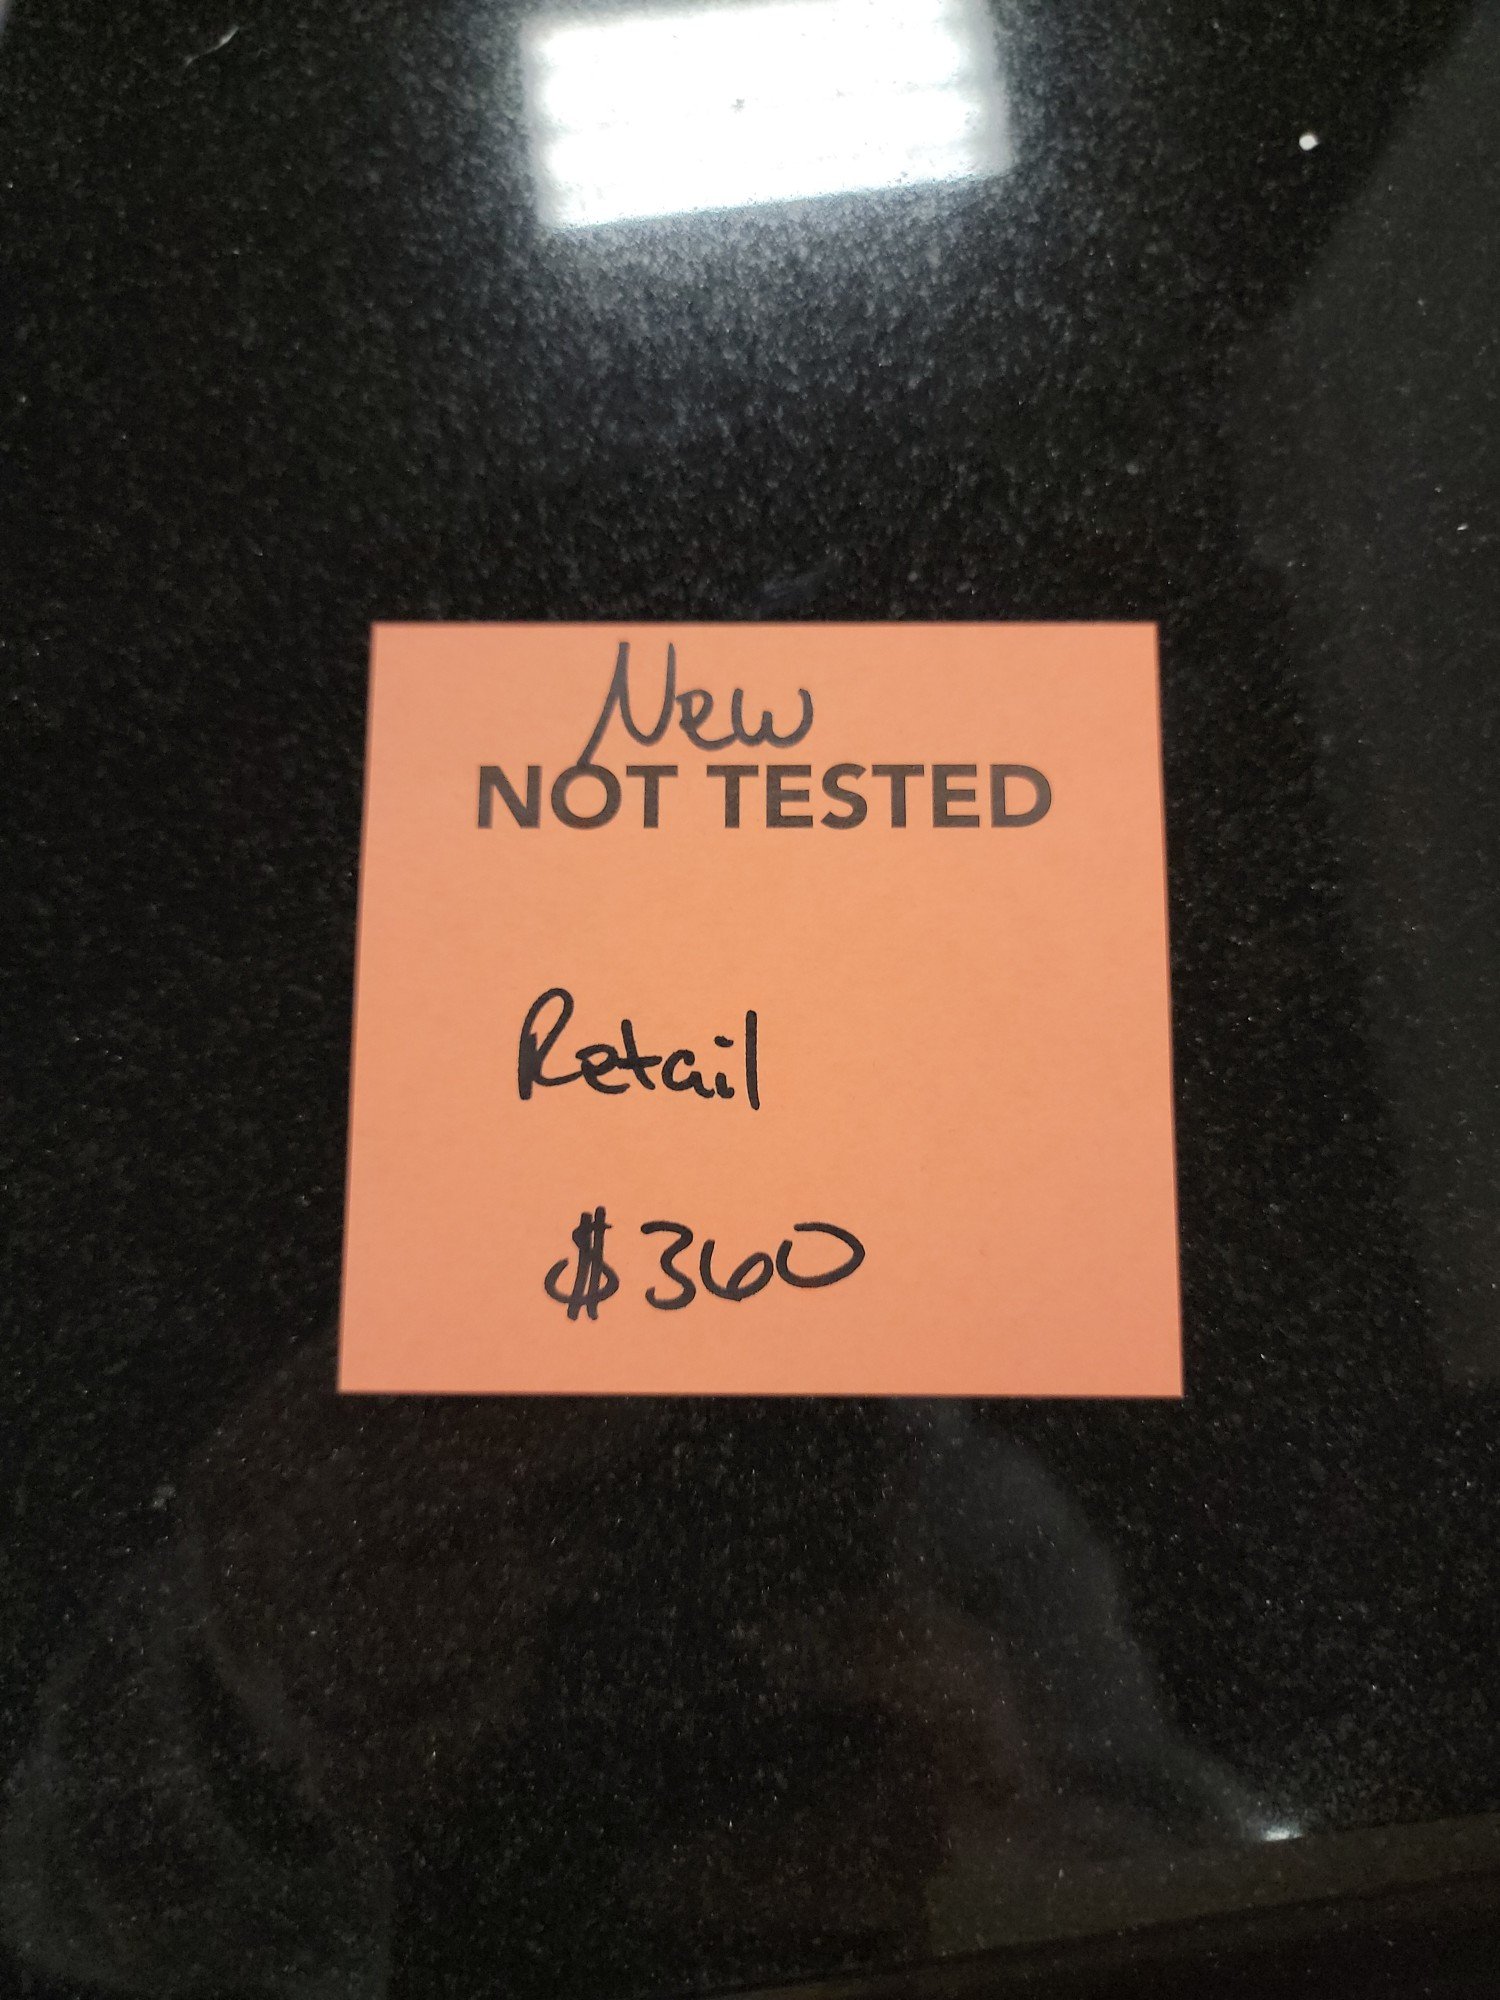 New
NOT TESTED
Retail
$360